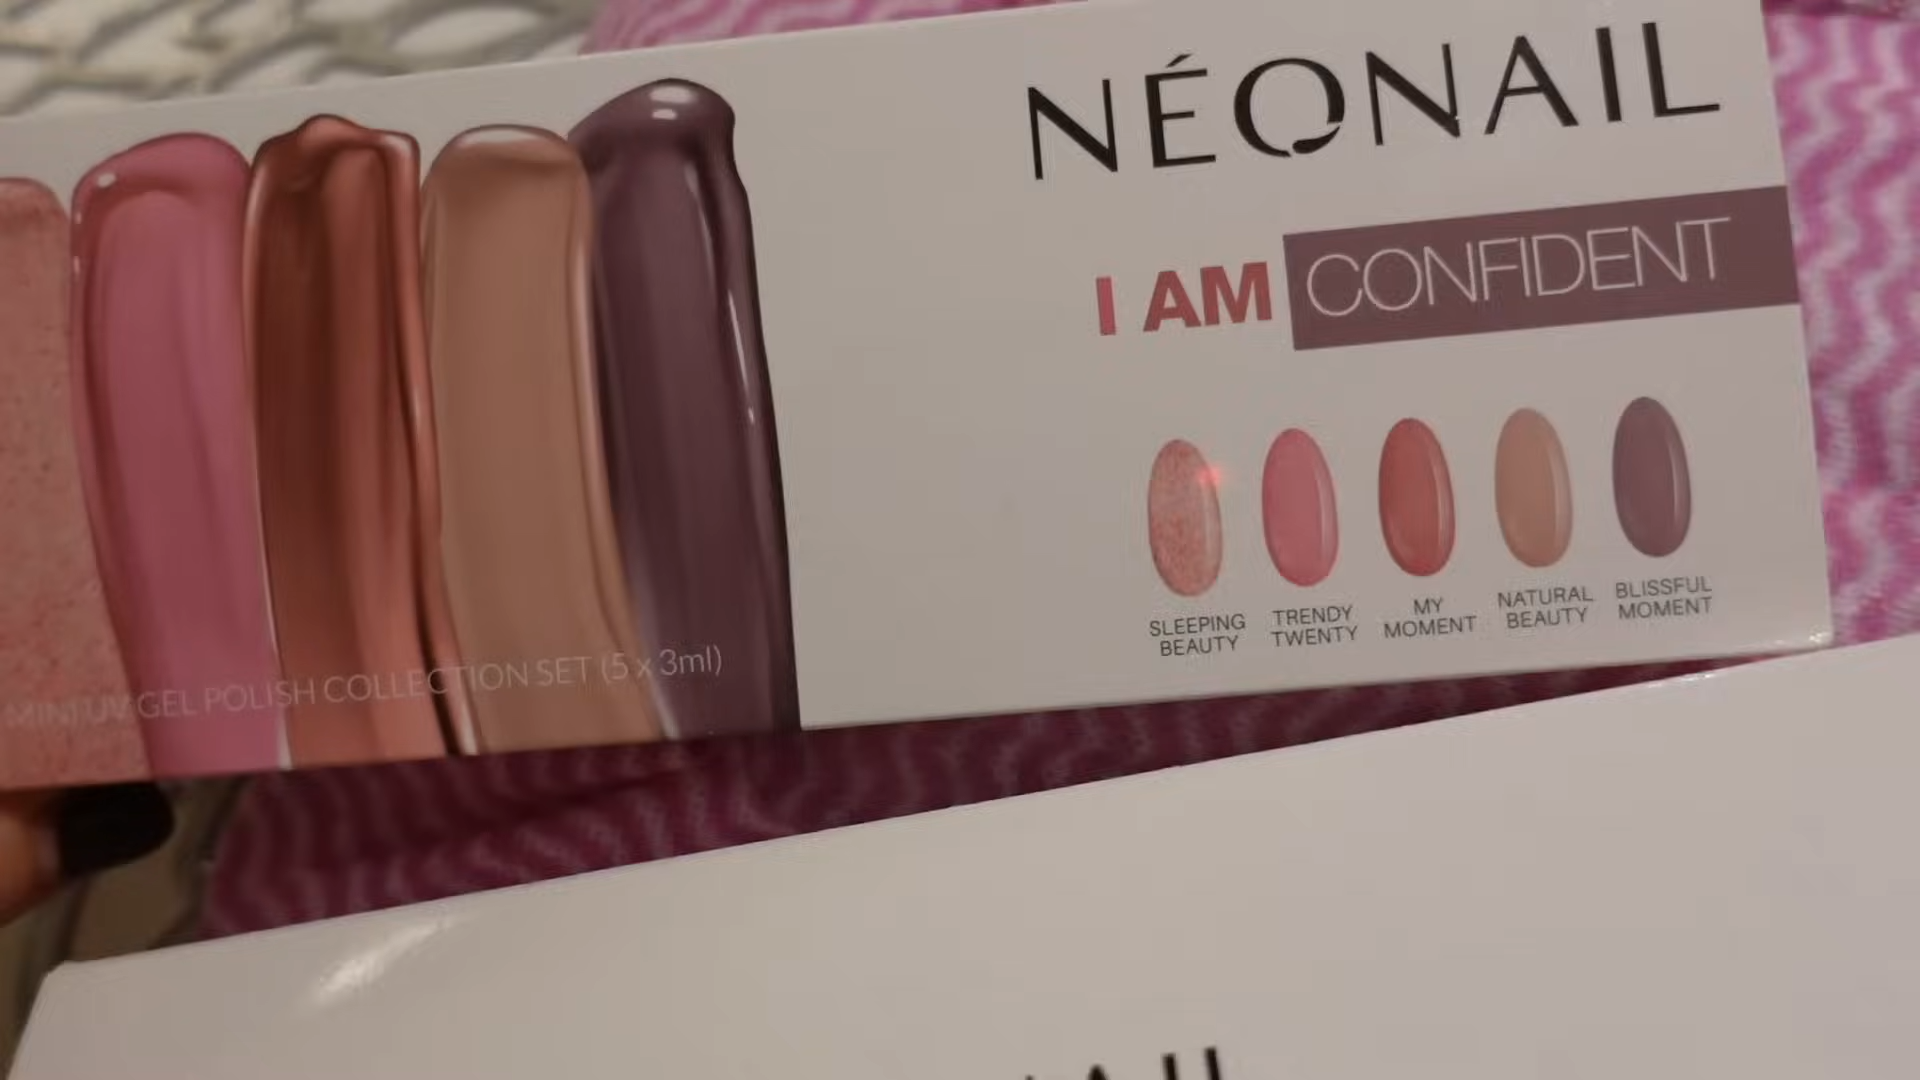 NÉONAIL
I AM CONFIDENT
SLEEPING
BEAUTY
TRENDY
TWENTY
MY
MOMENT
NATURAL
BEAUTY
BLISSFUL
MOMENT
MINI UV GEL POLISH COLLECTION SET (5 x 3ml)